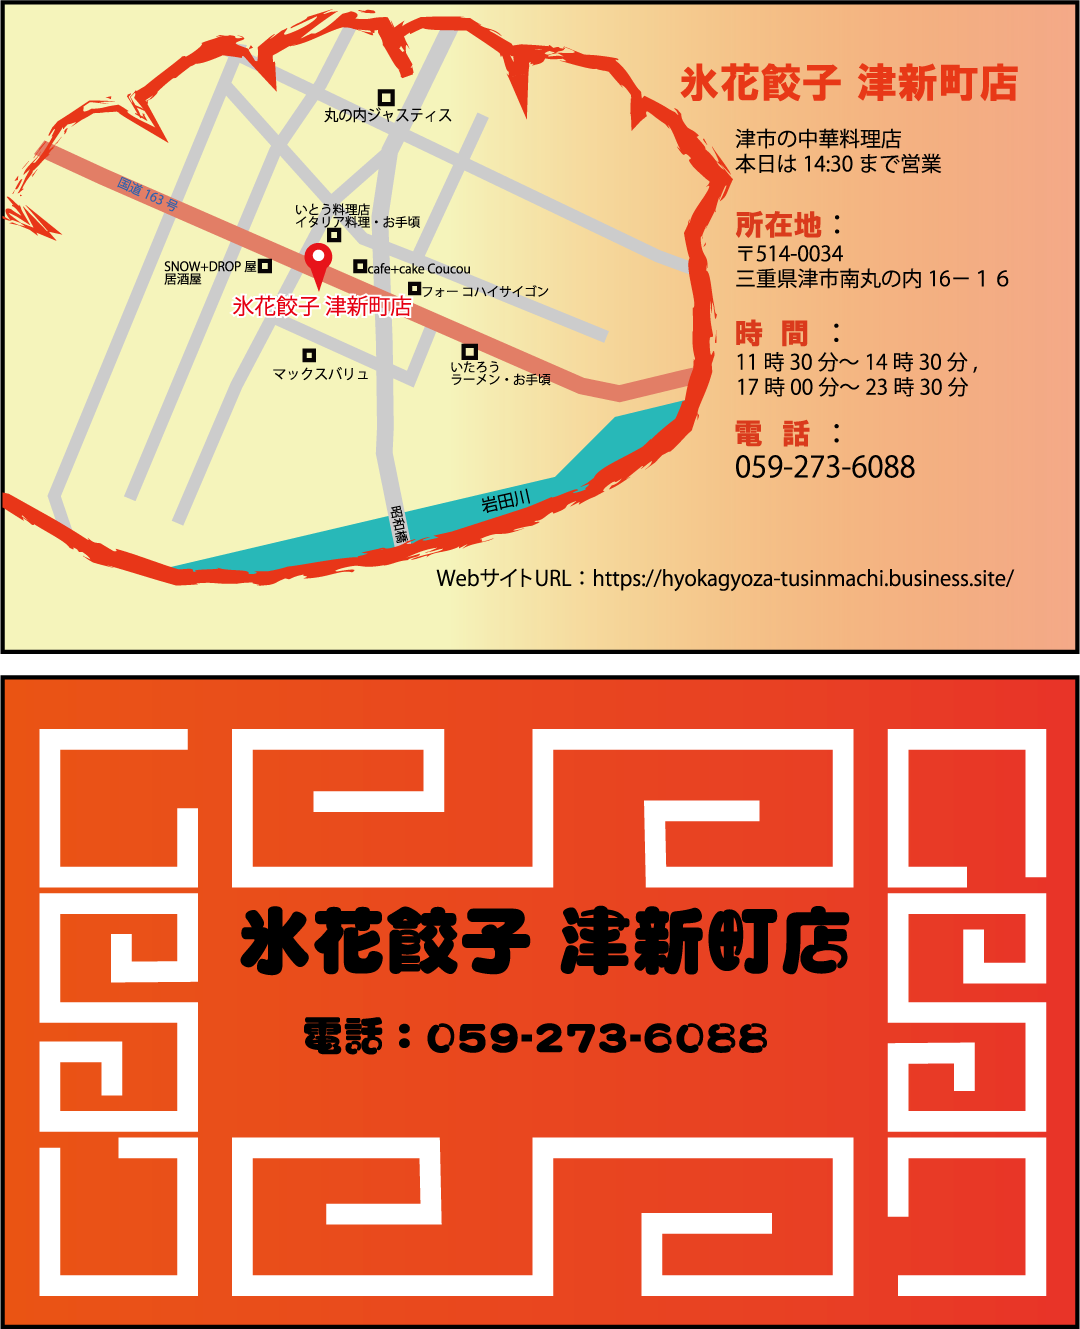 氷花餃子 津新町店
津市の中華料理店
本日は 14:30 まで営業
所在地：
〒514-0034
三重県津市南丸の内 16－１６
時 間 ：
11 時 30 分～ 14 時 30 分 ,
17 時 00 分～ 23 時 30 分
電 話 ：
059-273-6088
WebサイトURL：https://hyokagyoza-tusinmachi.business.site/
丸の内ジャスティス
国道 163 号
いとう料理店
イタリア料理・お手頃
SNOW+DROP 屋
居酒屋
cafe+cake Coucou
フォー コハイサイゴン
氷花餃子 津新町店
マックスバリュ
いたろう
ラーメン・お手頃
岩田川
昭和橋
氷花餃子 津新町店
電話：059-273-6088